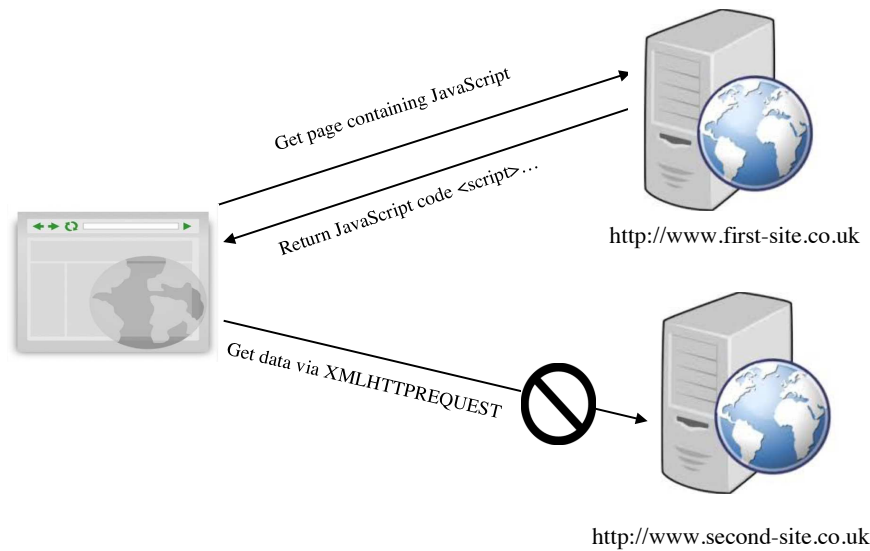 Get page containing JavaScript
Return JavaScript code <script>…
http://www.first-site.co.uk
Get data via XMLHTTPREQUEST
http://www.second-site.co.uk